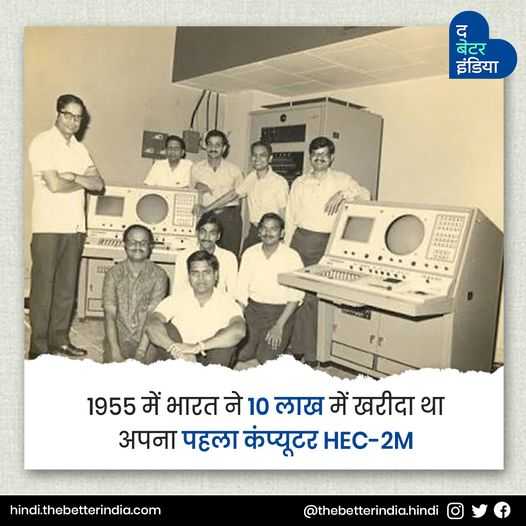 द
बेटर
इंडिया
1955 में भारत ने 10 लाख में खरीदा था
अपना पहला कंप्यूटर HEC-2M
hindi.thebetterindia.com
@thebetterindia.hindi